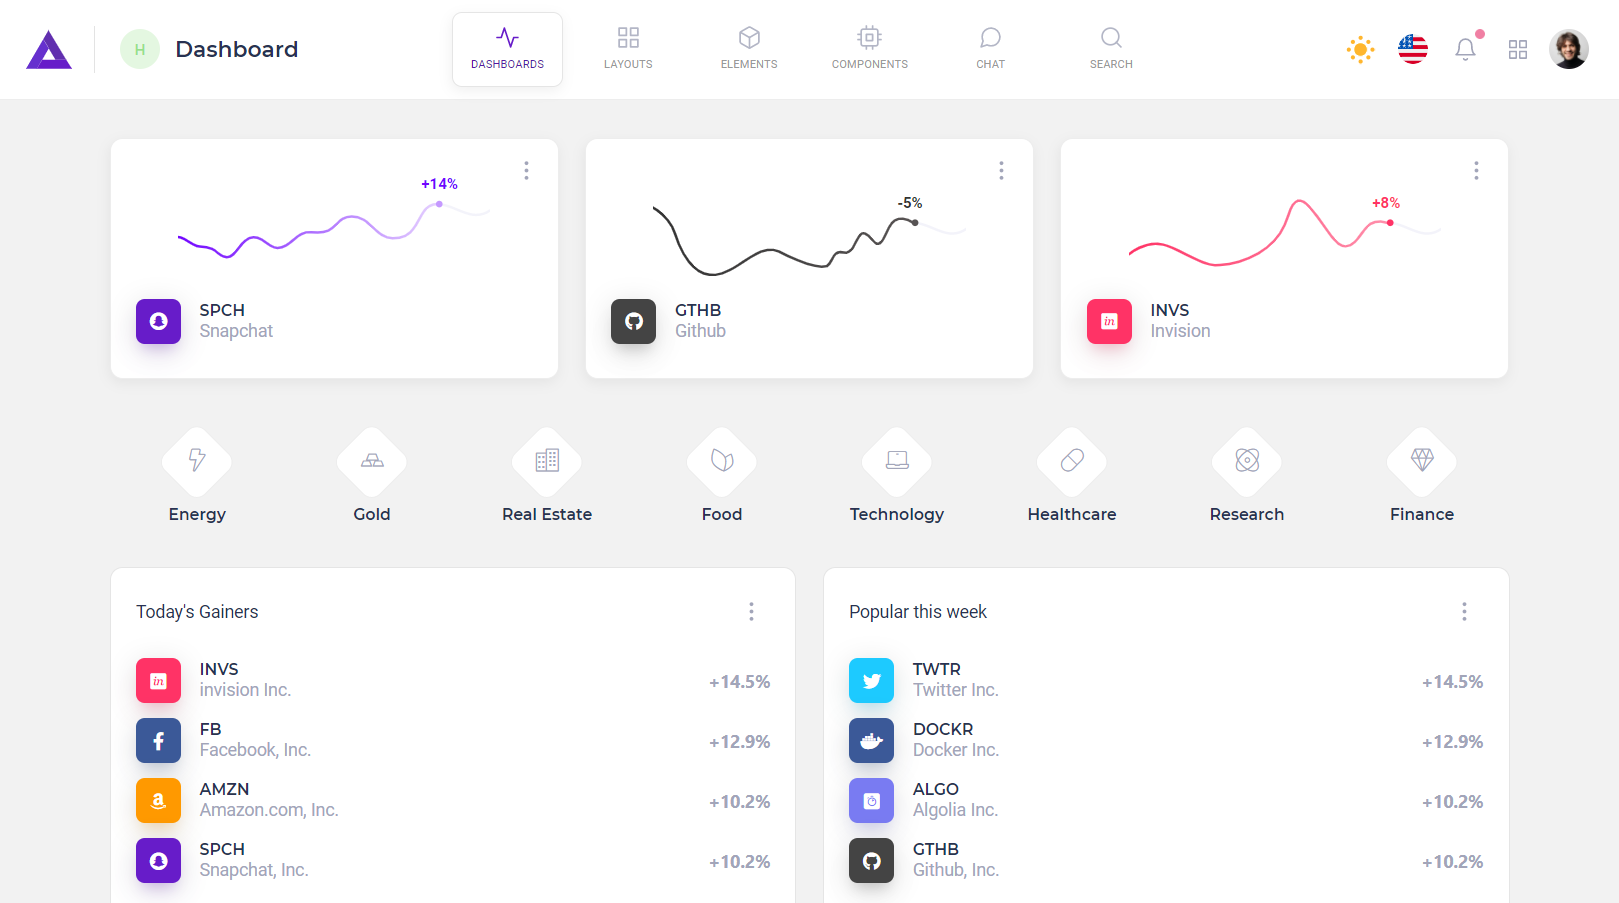 H
Dashboard
DASHBOARDS
LAYOUTS
ELEMENTS
COMPONENTS
CHAT
SEARCH
+14%
SPCH
Snapchat
-5%
GTHB
Github
+8%
in
INVS
Invision
Energy
Gold
Real Estate
Food
Technology
Healthcare
Research
Finance
Today's Gainers
in
INVS
invision Inc.
+14.5%
FB
Facebook, Inc.
+12.9%
AMZN
Amazon.com, Inc.
+10.2%
SPCH
Snapchat, Inc.
+10.2%
Popular this week
TWTR
Twitter Inc.
+14.5%
DOCKR
Docker Inc.
+12.9%
ALGO
Algolia Inc.
+10.2%
GTHB
Github, Inc.
+10.2%